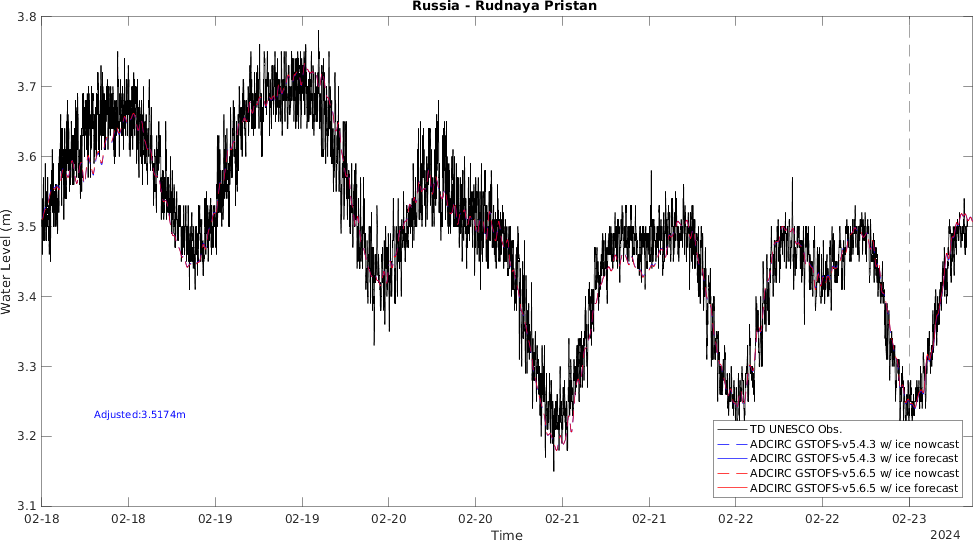 Russia - Rudnaya Pristan
3.8
3.7
3.6
3.5
3.4
3.3
3.2
3.1
Water Level (m)
Adjusted:3.5174m
TD UNESCO Obs.
ADCIRC GSTOFS-v5.4.3 w/ ice nowcast
ADCIRC GSTOFS-v5.4.3 w/ ice forecast
ADCIRC GSTOFS-v5.6.5 w/ ice nowcast
ADCIRC GSTOFS-v5.6.5 w/ ice forecast
02-18 02-18 02-19 02-19 02-20 02-20 02-21 02-21 02-22 02-22 02-23
Time
2024